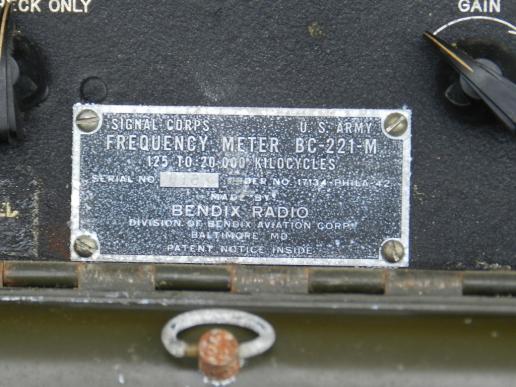 ECK ONLY
GAIN
SIGNAL CORPS U. S. ARMY
FREQUENCY METER BC-221-M
125 TO 20,000 KILOCYCLES
SERIAL NO. ORDER NO. 17134-PHILA-42
MADE BY
BENDIX RADIO
DIVISION OF BENDIX AVIATION CORP.
BALTIMORE MD.
PATENT NOTICE INSIDE